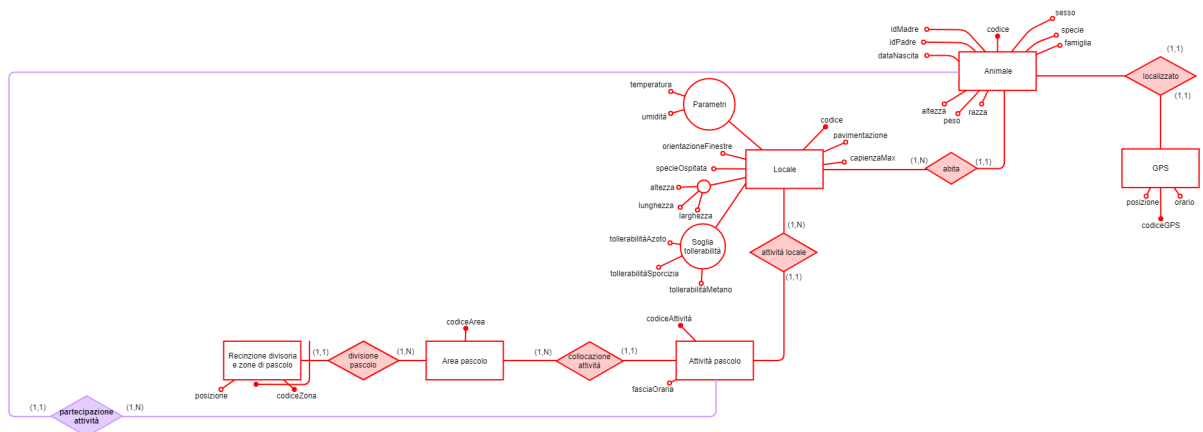 sesso
idMadre
codice
specie
idPadre
famiglia
dataNascita
(1,1)
Animale
localizzato
temperatura
Parametri
(1,1)
altezza
razza
peso
umidità
codice
pavimentazione
orientazioneFinestre
capienzaMax
(1,N)
(1,1)
specieOspitata
Locale
abita
GPS
altezza
lunghezza
larghezza
posizione
orario
codiceGPS
(1,N)
tollerabilitàAzoto
Soglia
tollerabilità
attività locale
tollerabilitàSporcizia
(1,1)
tollerabilitàMetano
codiceArea
codiceAttività
Recinzione divisoria
e zone di pascolo
(1,1)
divisione
pascolo
(1,N)
Area pascolo
(1,N)
collocazione
attività
(1,1)
Attività pascolo
fasciaOraria
posizione
codiceZona
(1,1)
partecipazione
attività
(1,N)